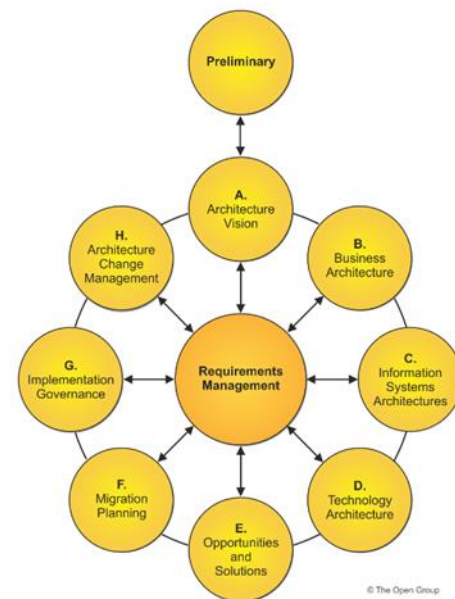 Preliminary
A.
Architecture
Vision
B.
Business
Architecture
C.
Information
Systems
Architectures
D.
Technology
Architecture
E.
Opportunities
and
Solutions
F.
Migration
Planning
G.
Implementation
Governance
H.
Architecture
Change
Management
Requirements
Management
© The Open Group